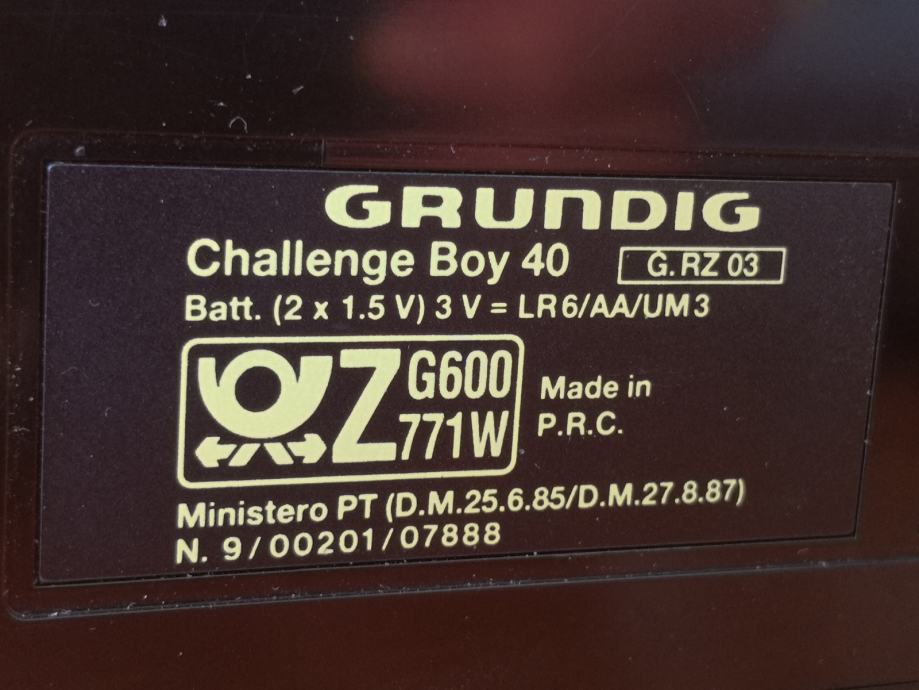 GRUNDIG
Challenge Boy 40 G.RZ 03
Batt. (2 x 1.5 V) 3 V = LR6/AA/UM3
Z G600
771W
Made in
P.R.C.
Ministero PT (D.M.25.6.85/D.M.27.8.87)
N. 9/00201/07888